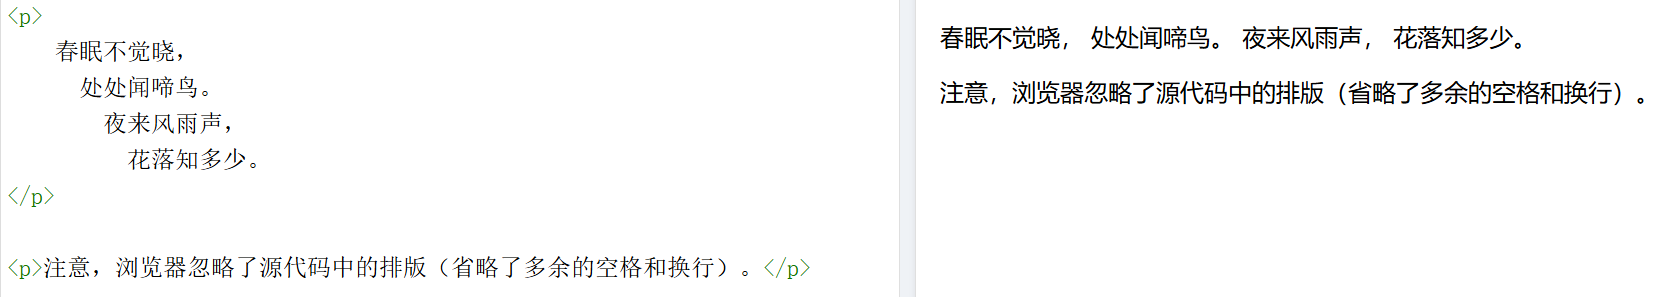 <p>
春眠不觉晓，
处处闻啼鸟。
夜来风雨声，
花落知多少。
</p>
<p>注意，浏览器忽略了源代码中的排版（省略了多余的空格和换行）。</p>
春眠不觉晓， 处处闻啼鸟。 夜来风雨声， 花落知多少。
注意，浏览器忽略了源代码中的排版（省略了多余的空格和换行）。